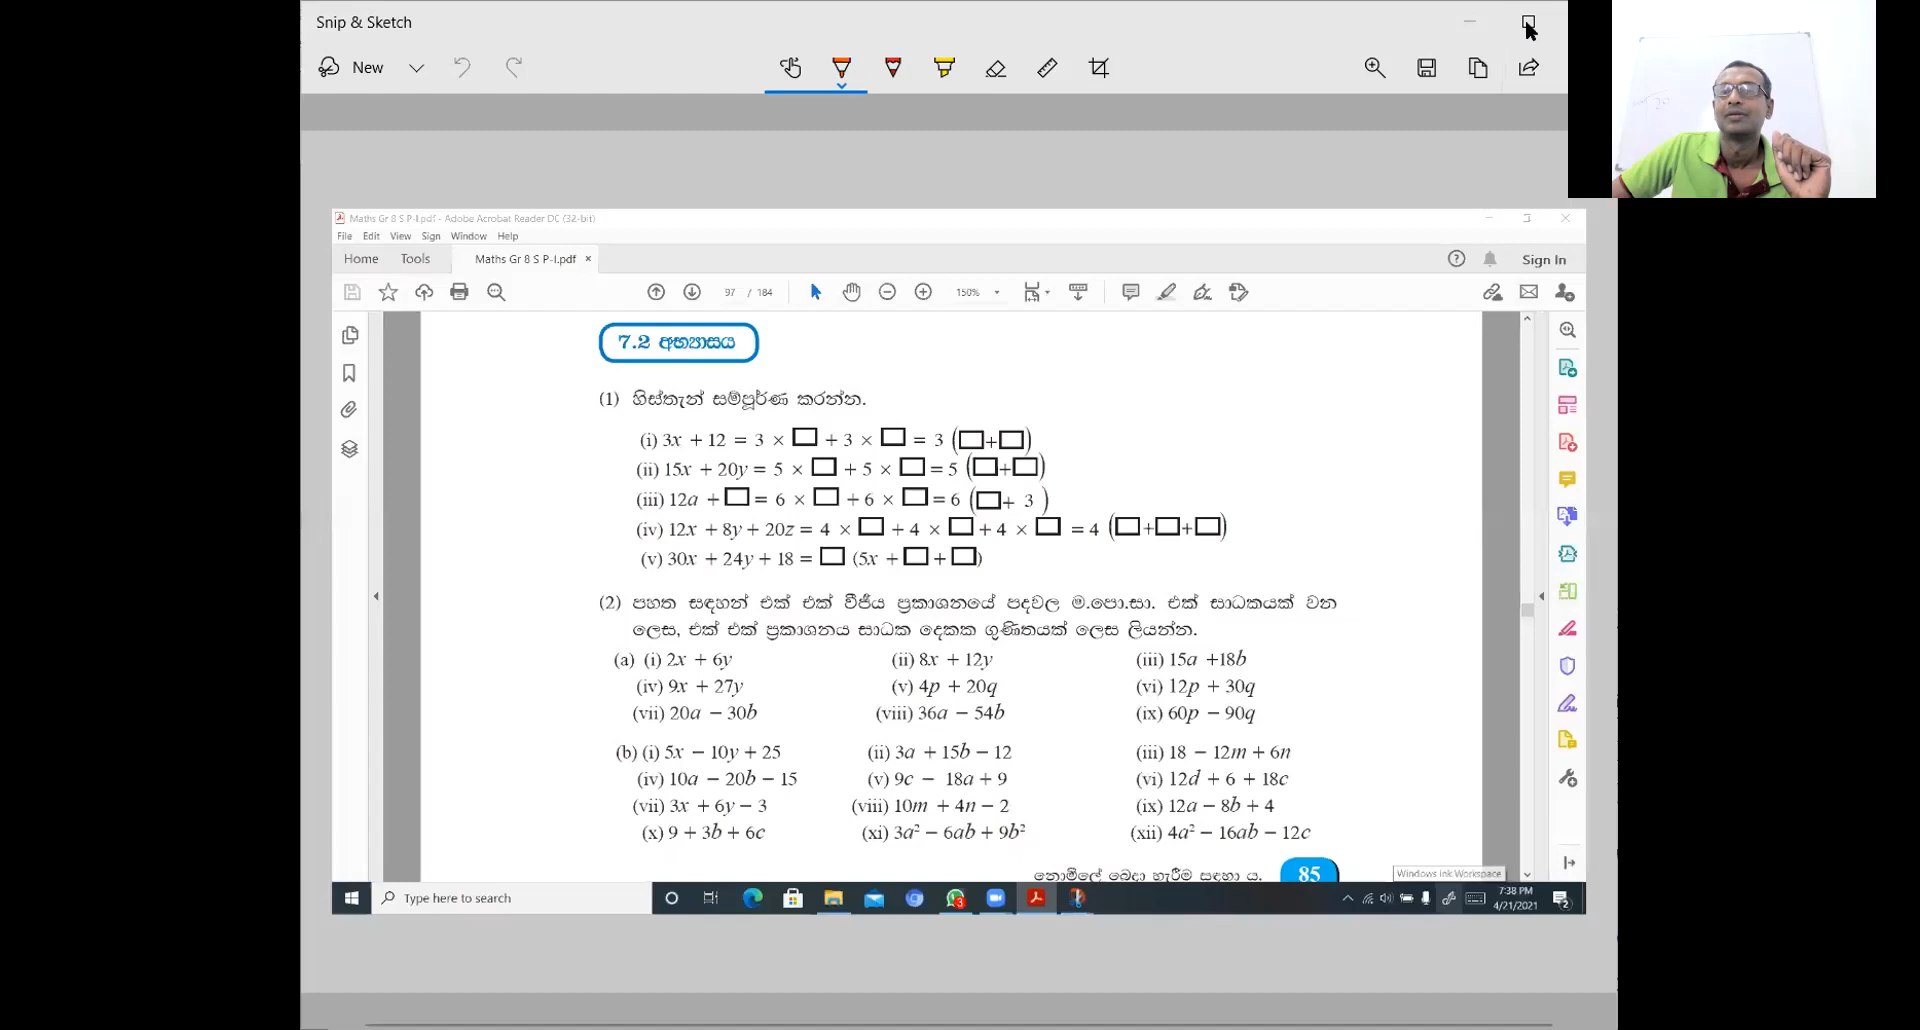 Snip & Sketch
New
Maths Gr 8 S P-I.pdf - Adobe Acrobat Reader DC (32-bit)
File Edit View Sign Window Help
Home Tools Maths Gr 8 S P-I.pdf ×
Sign In
97 / 184 150%
7.2 අභ්‍යාසය
(1) හිස්තැන් සම්පූර්ණ කරන්න.
(i) 3x + 12 = 3 × □ + 3 × □ = 3 (□+□)
(ii) 15x + 20y = 5 × □ + 5 × □ = 5 (□+□)
(iii) 12a + □ = 6 × □ + 6 × □ = 6 (□+ 3 )
(iv) 12x + 8y + 20z = 4 × □ + 4 × □ + 4 × □ = 4 (□+□+□)
(v) 30x + 24y + 18 = □ (5x + □ + □)
(2) පහත සඳහන් එක් එක් වීජීය ප්‍රකාශනයේ පදවල ම.පො.සා. එක් සාධකයක් වන
ලෙස, එක් එක් ප්‍රකාශනය සාධක දෙකක ගුණිතයක් ලෙස ලියන්න.
(a) (i) 2x + 6y (ii) 8x + 12y (iii) 15a +18b
(iv) 9x + 27y (v) 4p + 20q (vi) 12p + 30q
(vii) 20a − 30b (viii) 36a − 54b (ix) 60p − 90q
(b) (i) 5x − 10y + 25 (ii) 3a + 15b − 12 (iii) 18 − 12m + 6n
(iv) 10a − 20b − 15 (v) 9c − 18a + 9 (vi) 12d + 6 + 18c
(vii) 3x + 6y − 3 (viii) 10m + 4n − 2 (ix) 12a − 8b + 4
(x) 9 + 3b + 6c (xi) 3a² − 6ab + 9b² (xii) 4a² − 16ab − 12c
නොමිලේ බෙදා හැරීම සඳහා ය. 85
Windows Ink Workspace
Type here to search
3
7:38 PM
4/21/2021
2